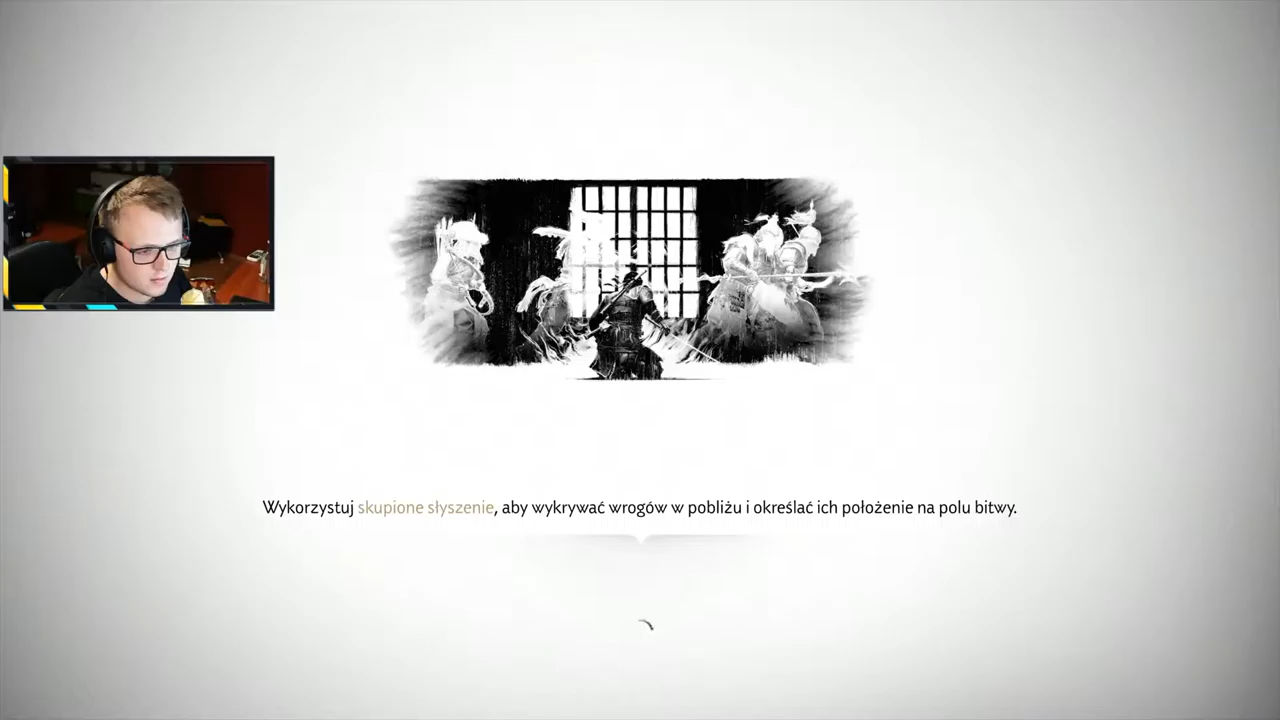 Wykorzystuj skupione słyszenie, aby wykrywać wrogów w pobliżu i określać ich położenie na polu bitwy.